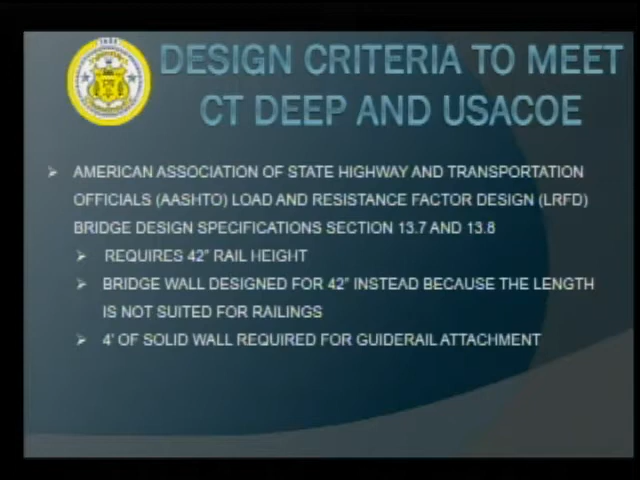 DESIGN CRITERIA TO MEET
CT DEEP AND USACOE
AMERICAN ASSOCIATION OF STATE HIGHWAY AND TRANSPORTATION
OFFICIALS (AASHTO) LOAD AND RESISTANCE FACTOR DESIGN (LRFD)
BRIDGE DESIGN SPECIFICATIONS SECTION 13.7 AND 13.8
REQUIRES 42" RAIL HEIGHT
BRIDGE WALL DESIGNED FOR 42" INSTEAD BECAUSE THE LENGTH
IS NOT SUITED FOR RAILINGS
4' OF SOLID WALL REQUIRED FOR GUIDERAIL ATTACHMENT